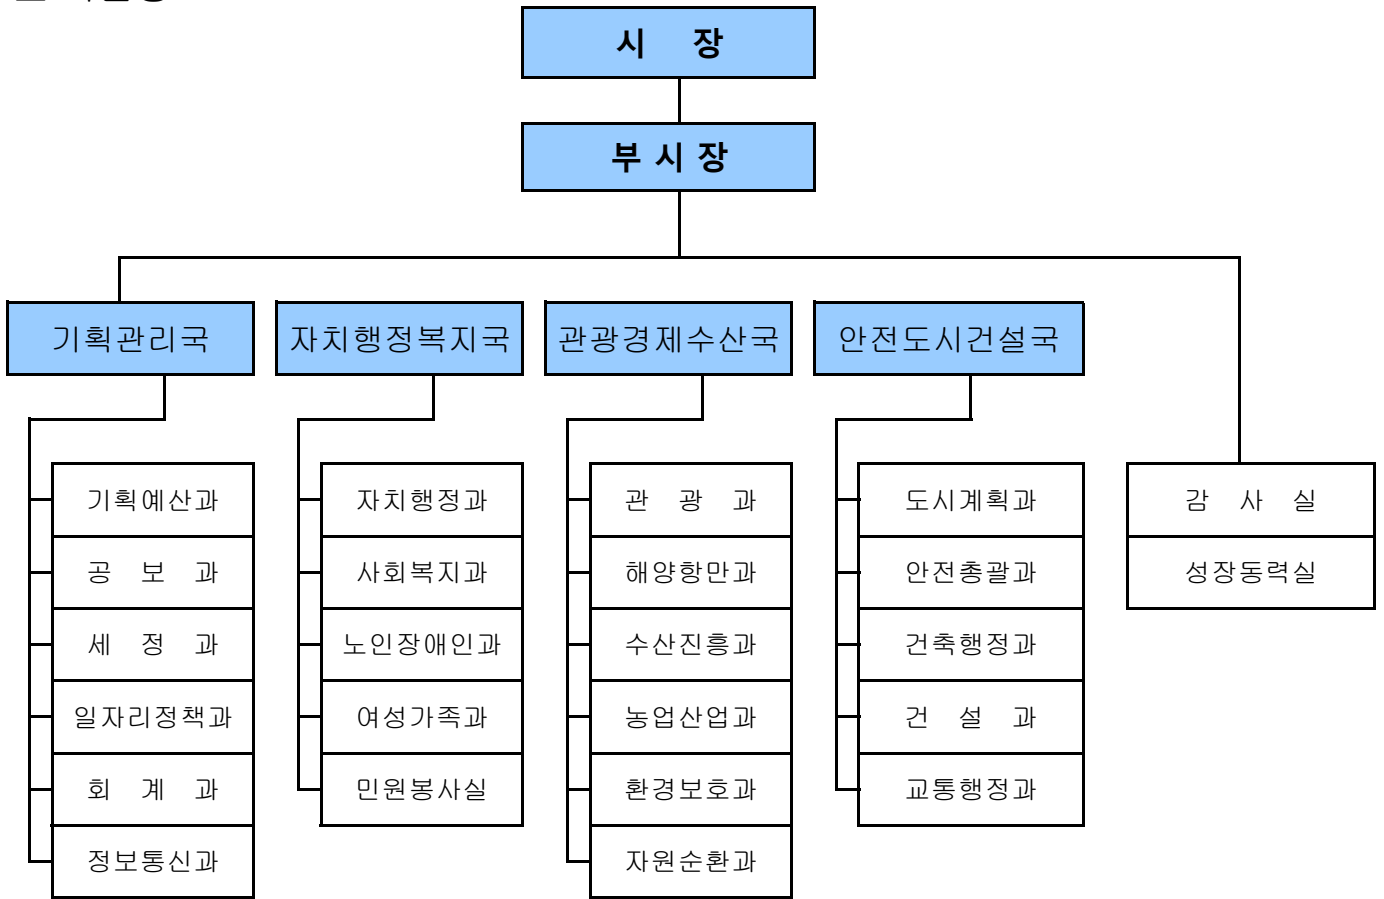 시 장
부 시 장
기획관리국
자치행정복지국
관광경제수산국
안전도시건설국
기획예산과
공 보 과
세 정 과
일자리정책과
회 계 과
정보통신과
자치행정과
사회복지과
노인장애인과
여성가족과
민원봉사실
관 광 과
해양항만과
수산진흥과
농업산업과
환경보호과
자원순환과
도시계획과
안전총괄과
건축행정과
건 설 과
교통행정과
감 사 실
성장동력실